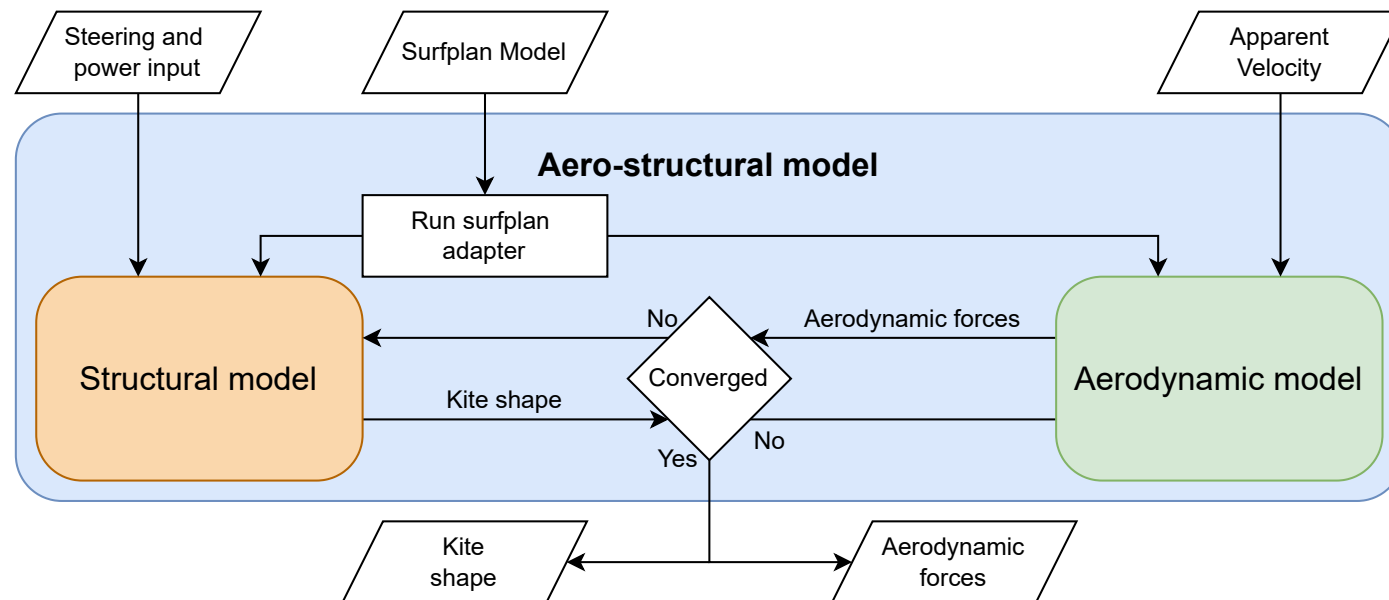 Steering and
power input
Surfplan Model
Apparent
Velocity
Aero-structural model
Run surfplan
adapter
No
Aerodynamic forces
Structural model
Converged
Aerodynamic model
Kite shape
No
Yes
Kite
shape
Aerodynamic
forces